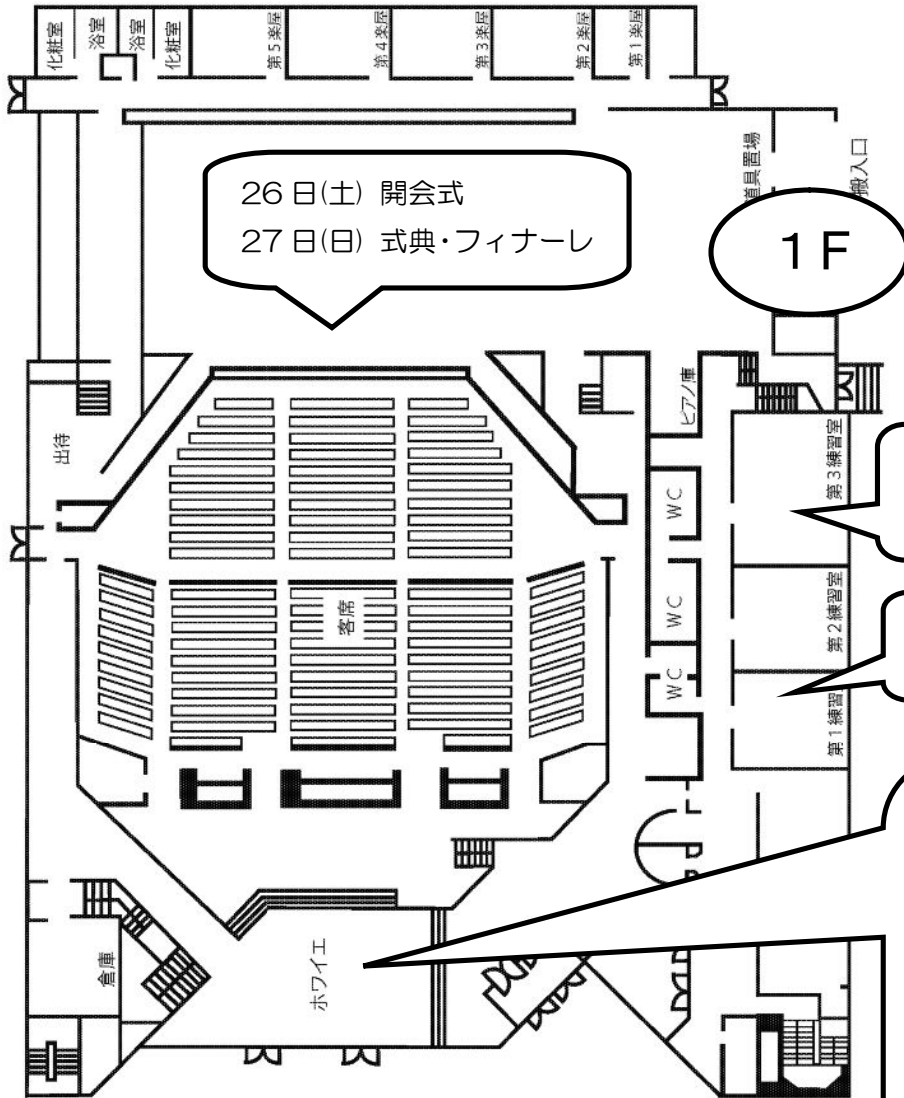 化粧室
浴室
浴室
化粧室
第5楽屋
第4楽屋
第3楽屋
第2楽屋
第1楽屋
26日(土) 開会式
27日(日) 式典・フィナーレ
道具置場
搬入口
1F
出待
ピアノ庫
第3練習室
WC
WC
第2練習室
客席
WC
第1練習
倉庫
ホワイエ